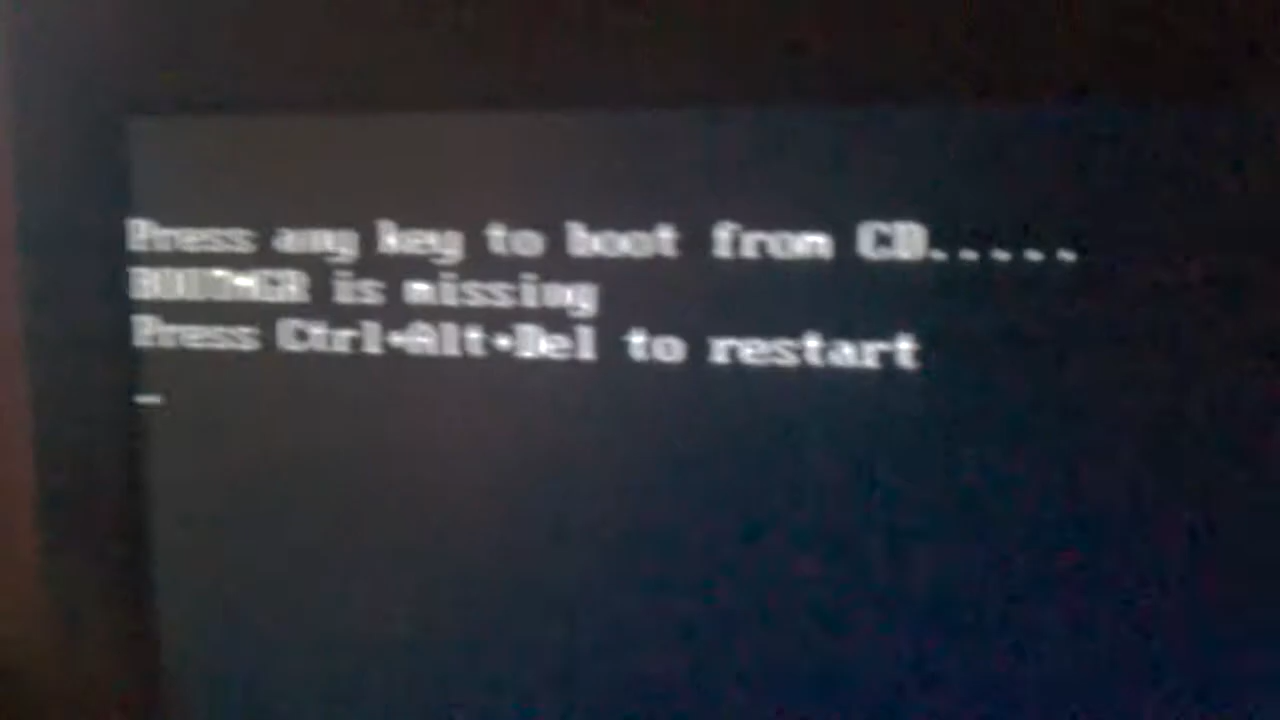 Press any key to boot from CD.....
BOOTMGR is missing
Press Ctrl+Alt+Del to restart
_